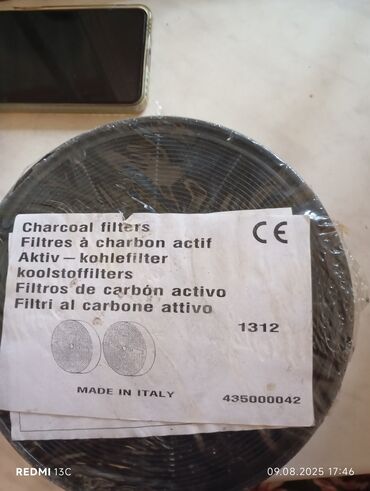 Charcoal filters
Filtres à charbon actif
Aktiv – kohlefilter
koolstoffilters
Filtros de carbón activo
Filtri al carbone attivo
CE
1312
MADE IN ITALY
435000042
REDMI 13C
09.08.2025 17:46